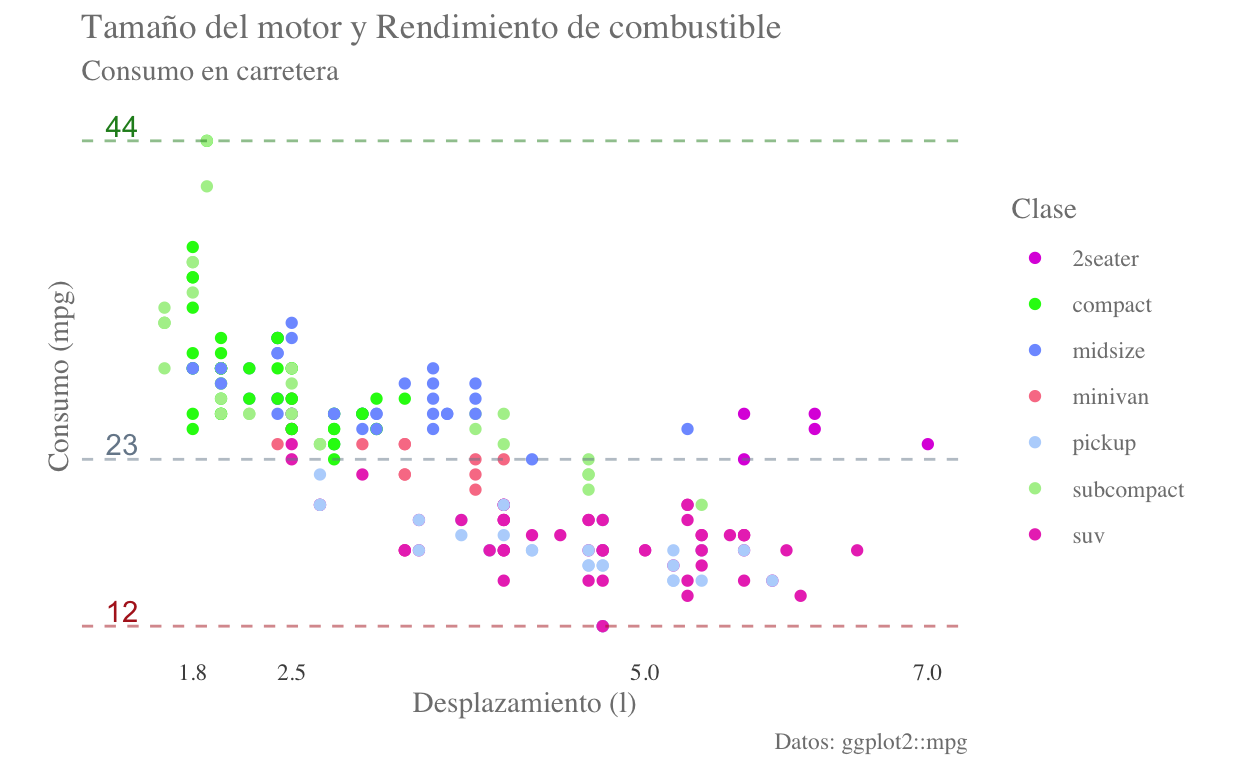 Tamaño del motor y Rendimiento de combustible
Consumo en carretera
44
23
12
Consumo (mpg)
1.8 2.5 5.0 7.0
Desplazamiento (l)
Clase
2seater
compact
midsize
minivan
pickup
subcompact
suv
Datos: ggplot2::mpg